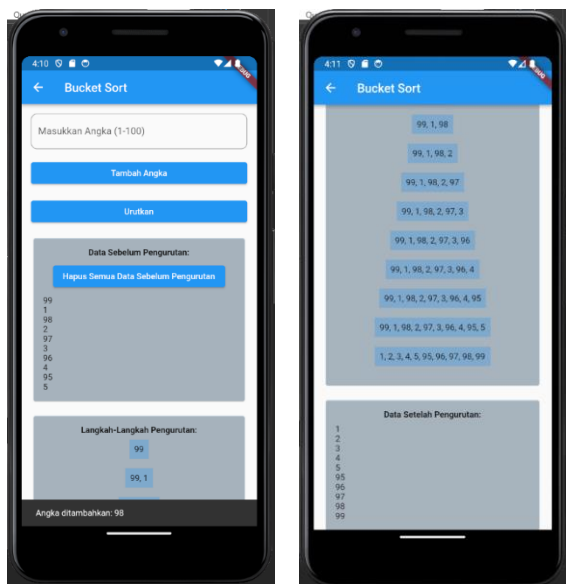 4:10
DEBUG
Bucket Sort
Masukkan Angka (1-100)
Tambah Angka
Urutkan
Data Sebelum Pengurutan:
Hapus Semua Data Sebelum Pengurutan
99
1
98
2
97
3
96
4
95
5
Langkah-Langkah Pengurutan:
99
99, 1
Angka ditambahkan: 98
4:11
DEBUG
Bucket Sort
99, 1, 98
99, 1, 98, 2
99, 1, 98, 2, 97
99, 1, 98, 2, 97, 3
99, 1, 98, 2, 97, 3, 96
99, 1, 98, 2, 97, 3, 96, 4
99, 1, 98, 2, 97, 3, 96, 4, 95
99, 1, 98, 2, 97, 3, 96, 4, 95, 5
1, 2, 3, 4, 5, 95, 96, 97, 98, 99
Data Setelah Pengurutan:
1
2
3
4
5
95
96
97
98
99